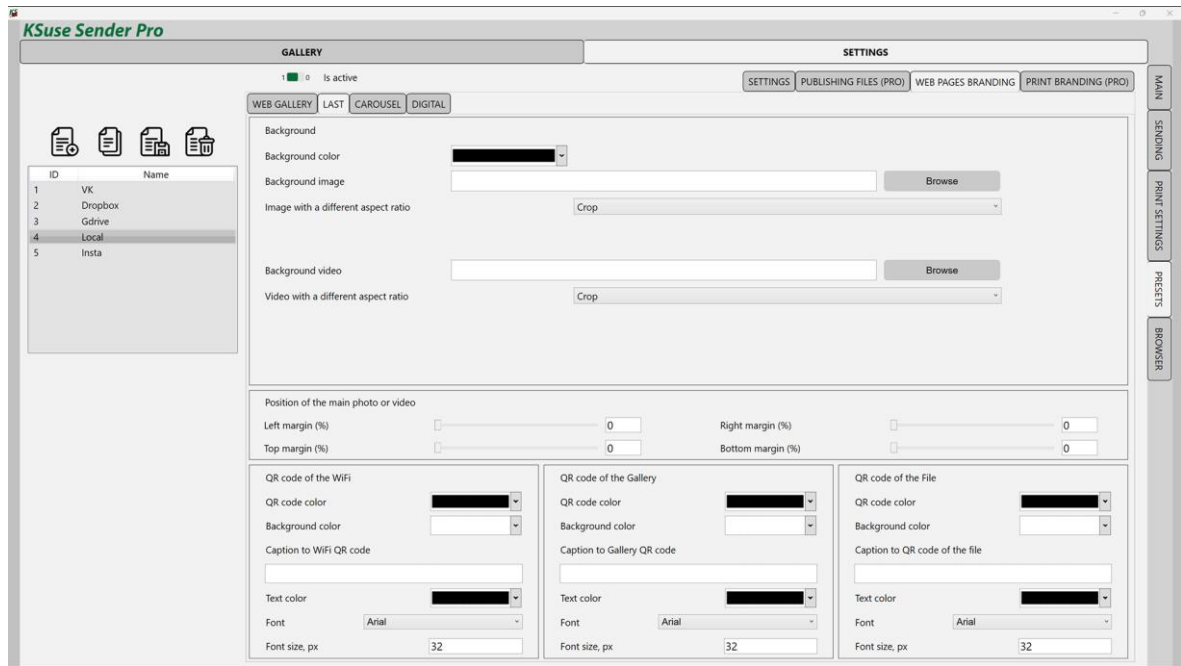 KSuse Sender Pro
GALLERY SETTINGS
1 0 Is active
SETTINGS PUBLISHING FILES (PRO) WEB PAGES BRANDING PRINT BRANDING (PRO)
WEB GALLERY LAST CAROUSEL DIGITAL
MAIN
SENDING
PRINT SETTINGS
PRESETS
BROWSER
ID Name
1 VK
2 Dropbox
3 Gdrive
4 Local
5 Insta
Background
Background color
Background image Browse
Image with a different aspect ratio Crop
Background video Browse
Video with a different aspect ratio Crop
Position of the main photo or video
Left margin (%) 0 Right margin (%) 0
Top margin (%) 0 Bottom margin (%) 0
QR code of the WiFi
QR code color
Background color
Caption to WiFi QR code
Text color
Font Arial
Font size, px 32
QR code of the Gallery
QR code color
Background color
Caption to Gallery QR code
Text color
Font Arial
Font size, px 32
QR code of the File
QR code color
Background color
Caption to QR code of the file
Text color
Font Arial
Font size, px 32